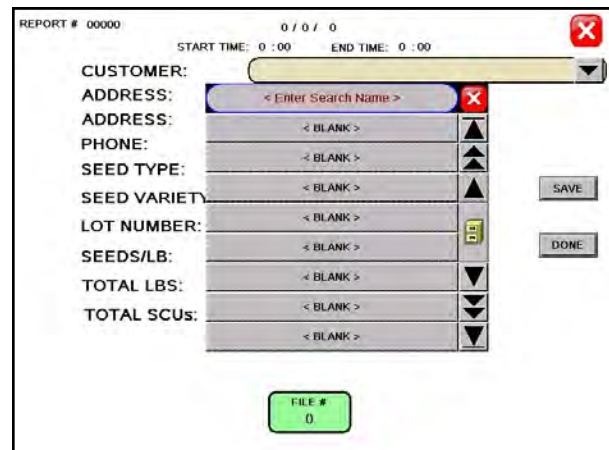 REPORT # 00000
0 / 0 / 0
START TIME: 0 : 00 END TIME: 0 : 00
CUSTOMER:
ADDRESS:
< Enter Search Name >
ADDRESS:
< BLANK >
PHONE:
< BLANK >
SEED TYPE:
< BLANK >
SAVE
SEED VARIETY
< BLANK >
LOT NUMBER:
< BLANK >
DONE
SEEDS/LB:
< BLANK >
TOTAL LBS:
< BLANK >
TOTAL SCUs:
< BLANK >
FILE #
0